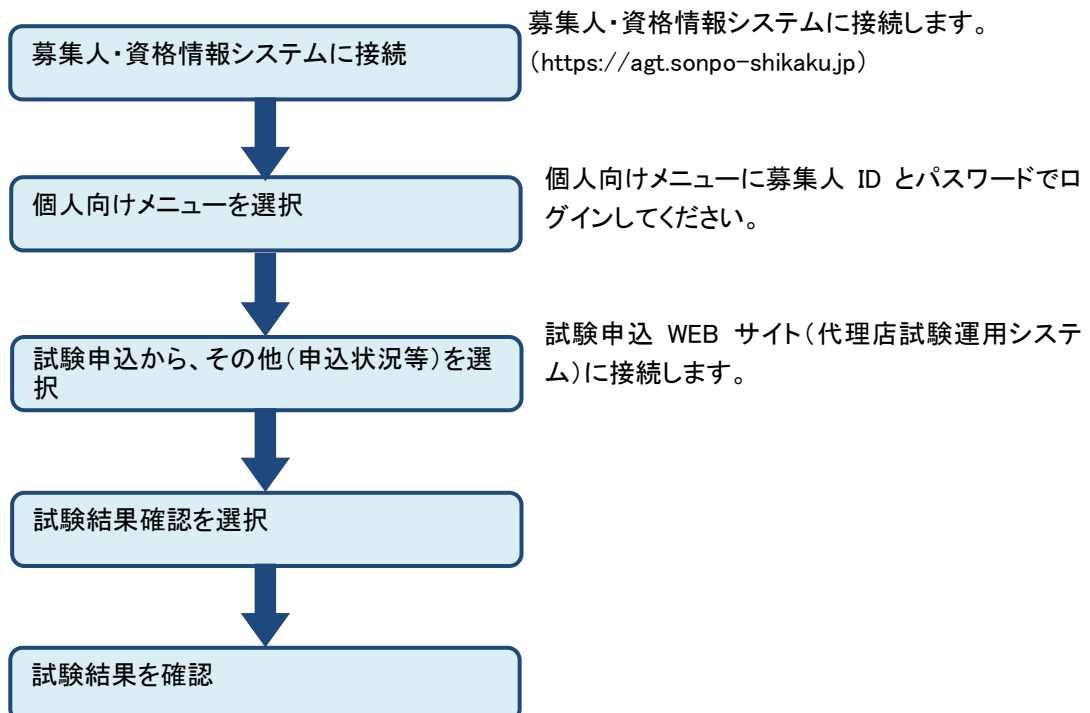 募集人・資格情報システムに接続
募集人・資格情報システムに接続します。
（https://agt.sonpo-shikaku.jp）
個人向けメニューを選択
個人向けメニューに募集人 ID とパスワードでロ
グインしてください。
試験申込から、その他（申込状況等）を選
択
試験申込 WEB サイト（代理店試験運用システ
ム）に接続します。
試験結果確認を選択
試験結果を確認